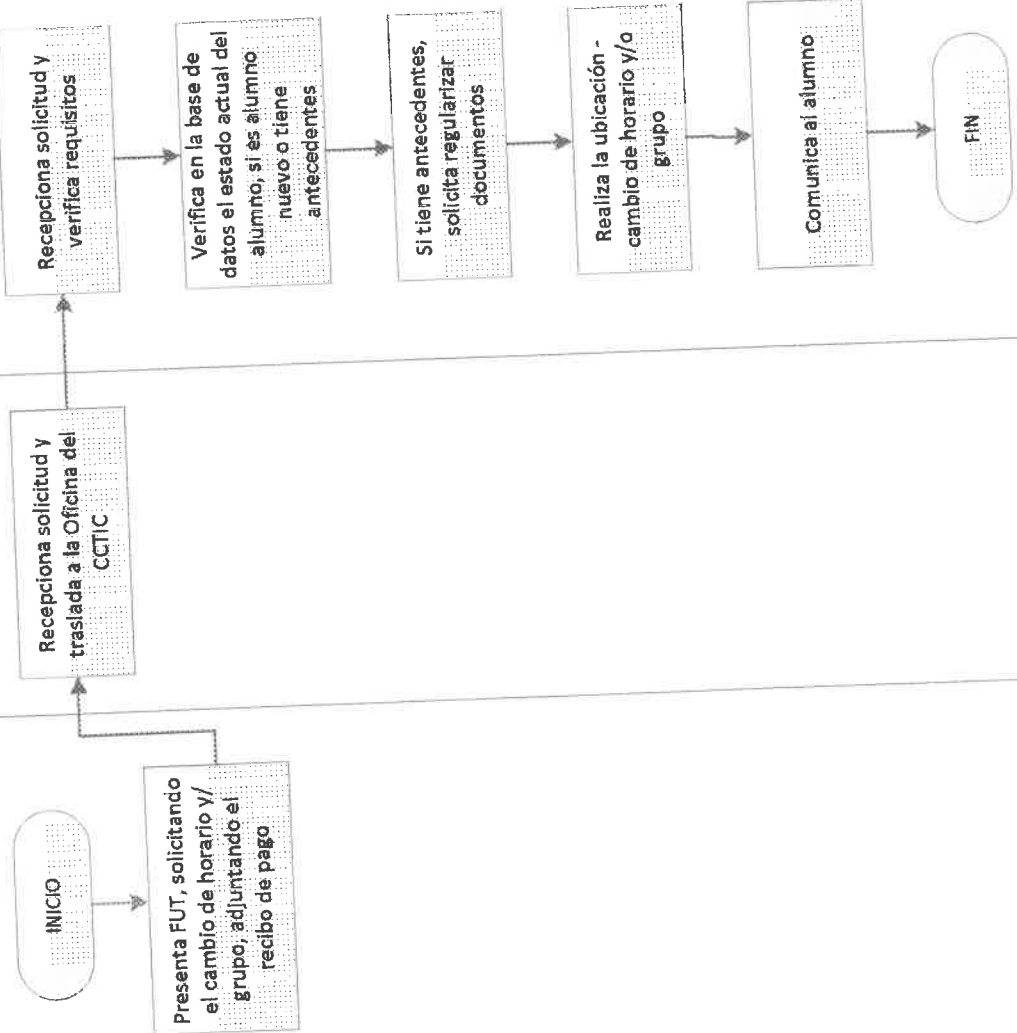 INICIO
Presenta FUT, solicitando
el cambio de horario y/
grupo, adjuntando el
recibo de pago
Recepciona solicitud y
traslada a la Oficina del
CCTIC
Recepciona solicitud y
verifica requisitos
Verifica en la base de
datos el estado actual del
alumno, si es alumno
nuevo o tiene
antecedentes
Si tiene antecedentes,
solicita regularizar
documentos
Realiza la ubicación -
cambio de horario y/o
grupo
Comunica al alumno
FIN